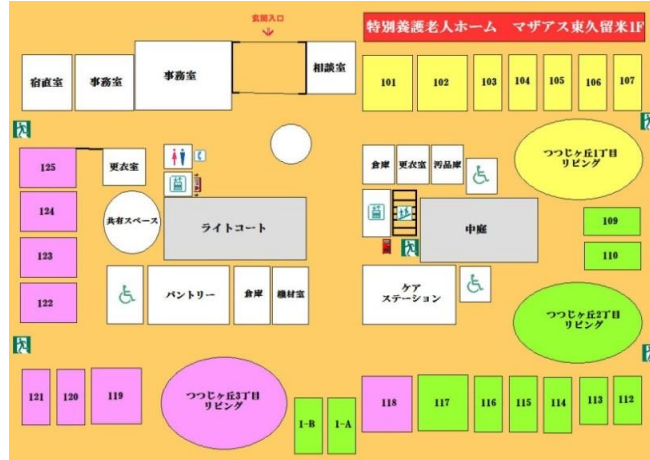 玄関入口
特別養護老人ホーム　マザアス東久留米1F
宿直室
事務室
事務室
相談室
101
102
103
104
105
106
107
125
更衣室
倉庫
更衣室
汚品庫
つつじヶ丘1丁目
リビング
124
共有スペース
ライトコート
中庭
109
110
123
122
パントリー
倉庫
機材室
ケア
ステーション
つつじヶ丘2丁目
リビング
121
120
119
つつじヶ丘3丁目
リビング
1-B
1-A
118
117
116
115
114
113
112